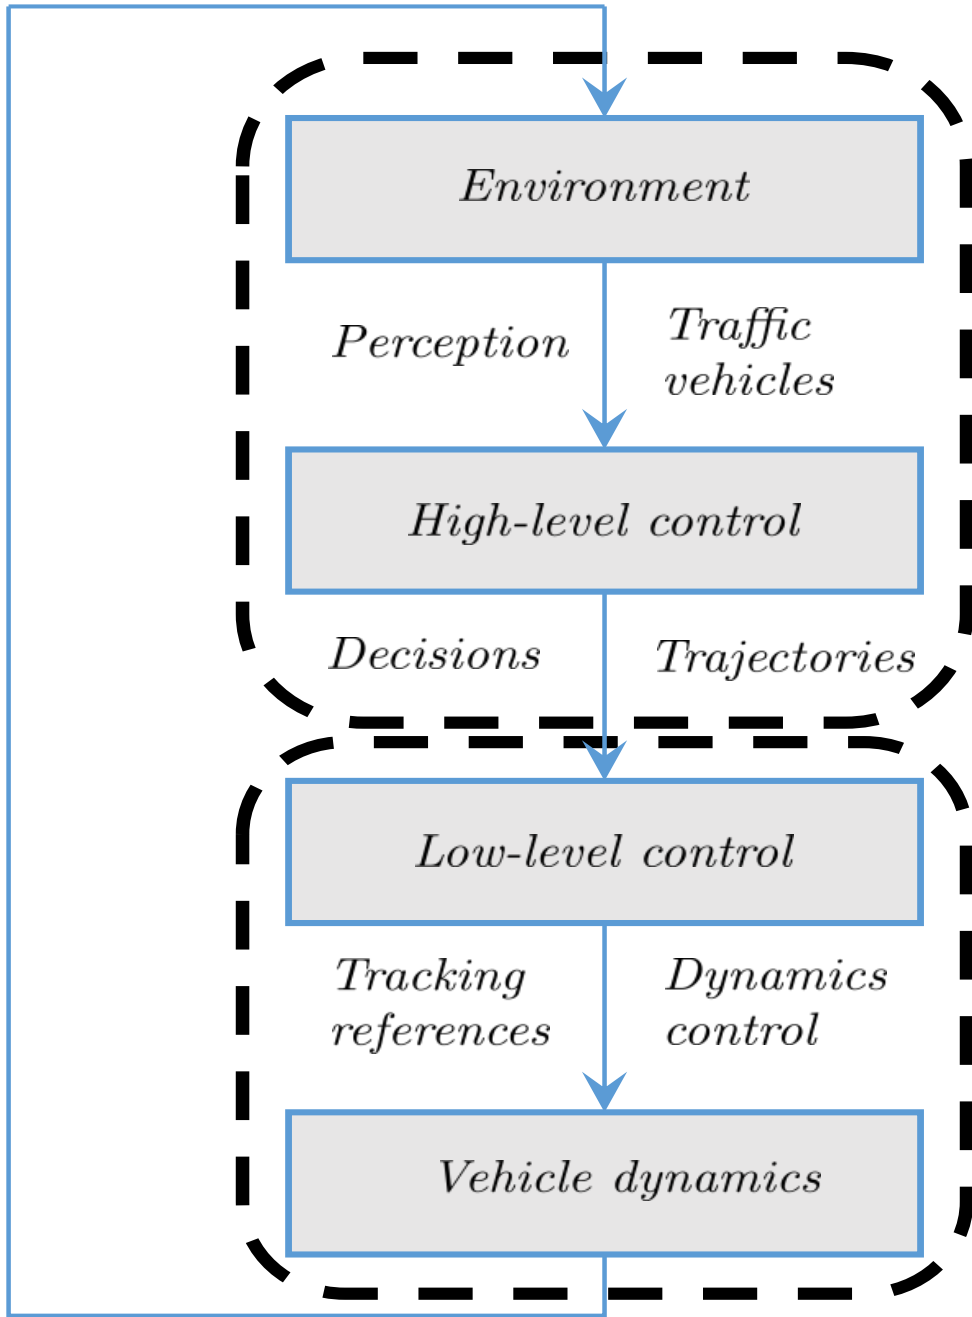 Environment
Perception
Traffic
vehicles
High-level control
Decisions
Trajectories
Low-level control
Tracking
references
Dynamics
control
Vehicle dynamics